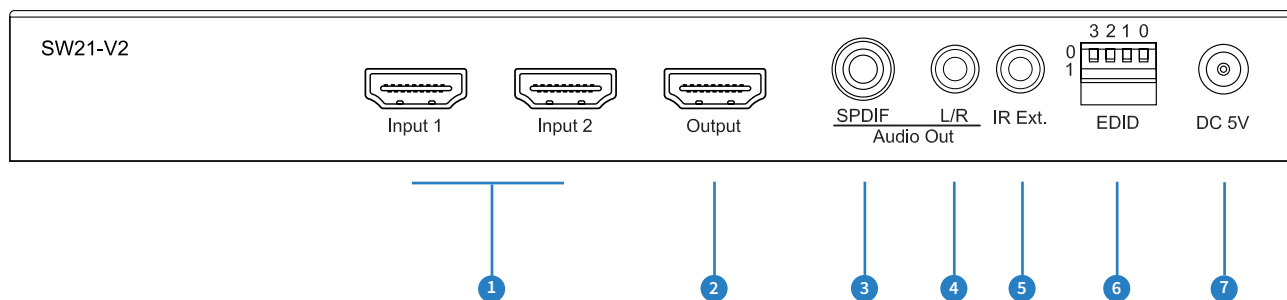 SW21-V2
3 2 1 0
0
1
Input 1 Input 2 Output SPDIF L/R IR Ext. EDID DC 5V
Audio Out
1 2 3 4 5 6 7